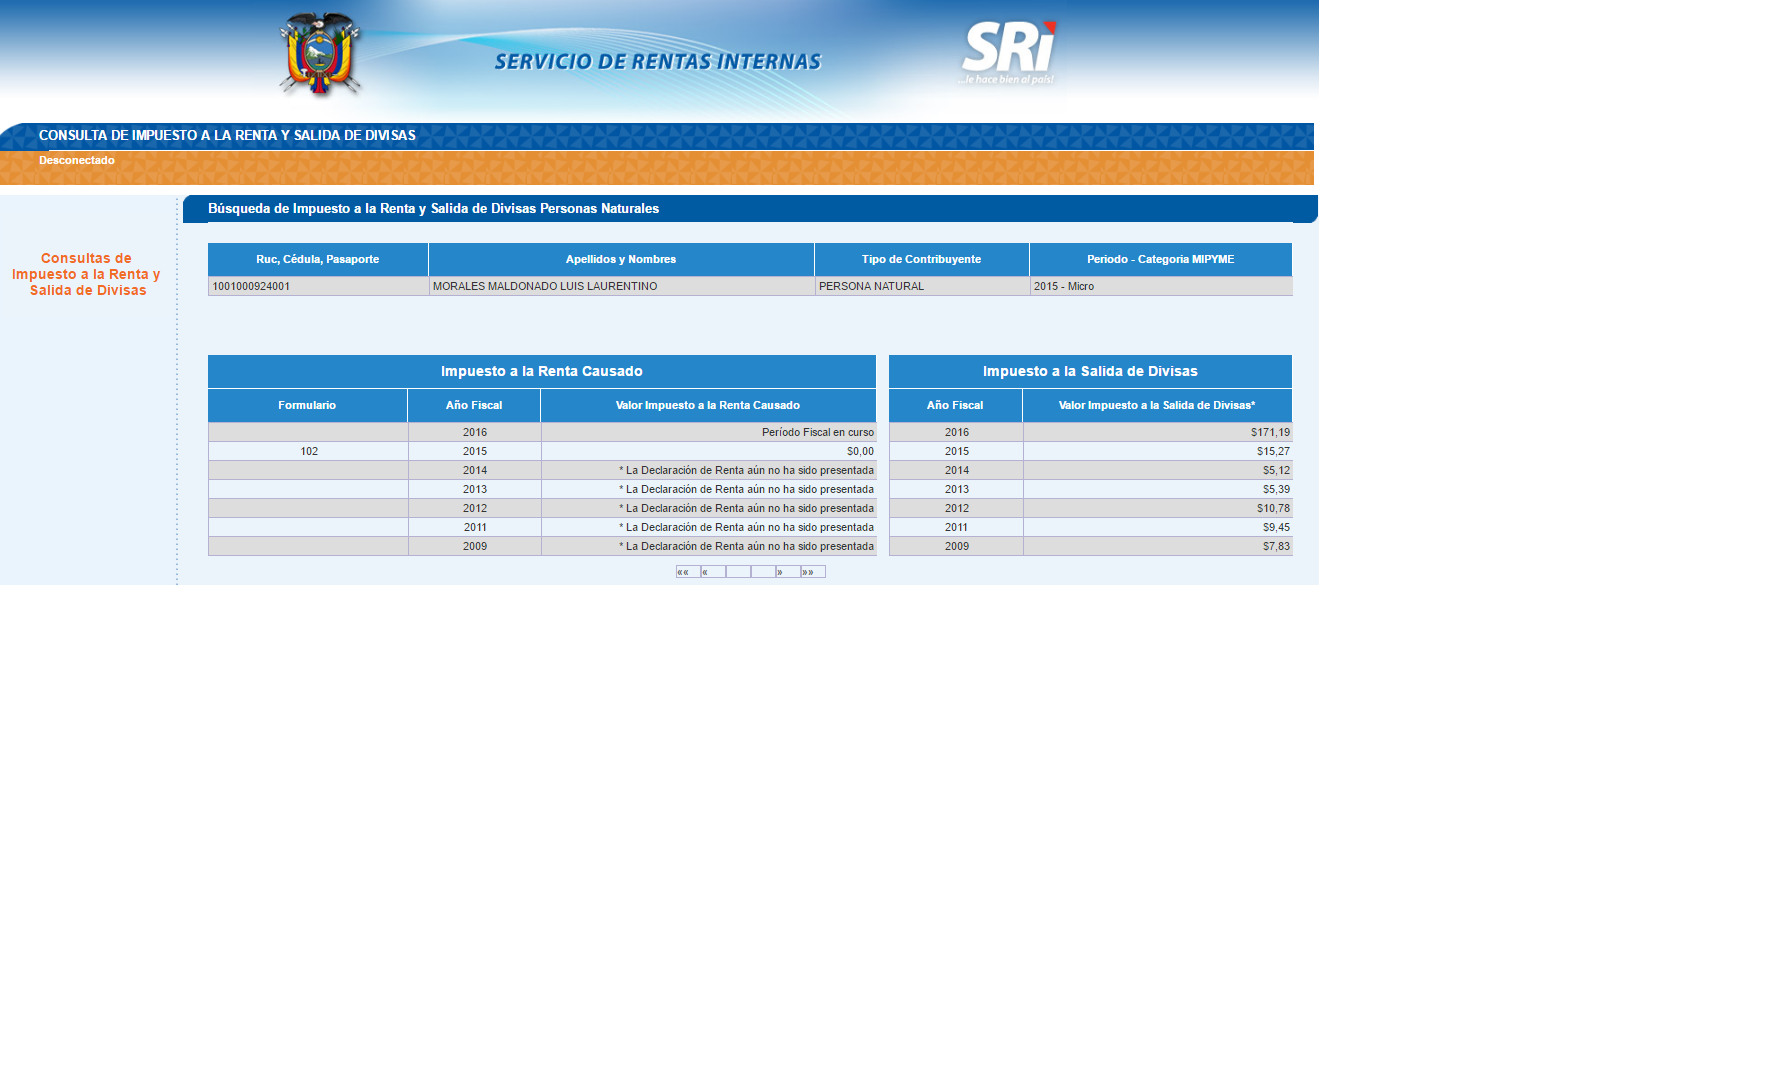 SERVICIO DE RENTAS INTERNAS
SRi
...le hace bien al país!
CONSULTA DE IMPUESTO A LA RENTA Y SALIDA DE DIVISAS
Desconectado
Consultas de
Impuesto a la Renta y
Salida de Divisas
Búsqueda de Impuesto a la Renta y Salida de Divisas Personas Naturales
Ruc, Cédula, Pasaporte Apellidos y Nombres Tipo de Contribuyente Periodo - Categoria MIPYME
1001000924001 MORALES MALDONADO LUIS LAURENTINO PERSONA NATURAL 2015 - Micro
Impuesto a la Renta Causado Impuesto a la Salida de Divisas
Formulario Año Fiscal Valor Impuesto a la Renta Causado Año Fiscal Valor Impuesto a la Salida de Divisas*
2016 Período Fiscal en curso 2016 $171,19
102 2015 $0,00 2015 $15,27
2014 * La Declaración de Renta aún no ha sido presentada 2014 $5,12
2013 * La Declaración de Renta aún no ha sido presentada 2013 $5,39
2012 * La Declaración de Renta aún no ha sido presentada 2012 $10,78
2011 * La Declaración de Renta aún no ha sido presentada 2011 $9,45
2009 * La Declaración de Renta aún no ha sido presentada 2009 $7,83
«« « » »»